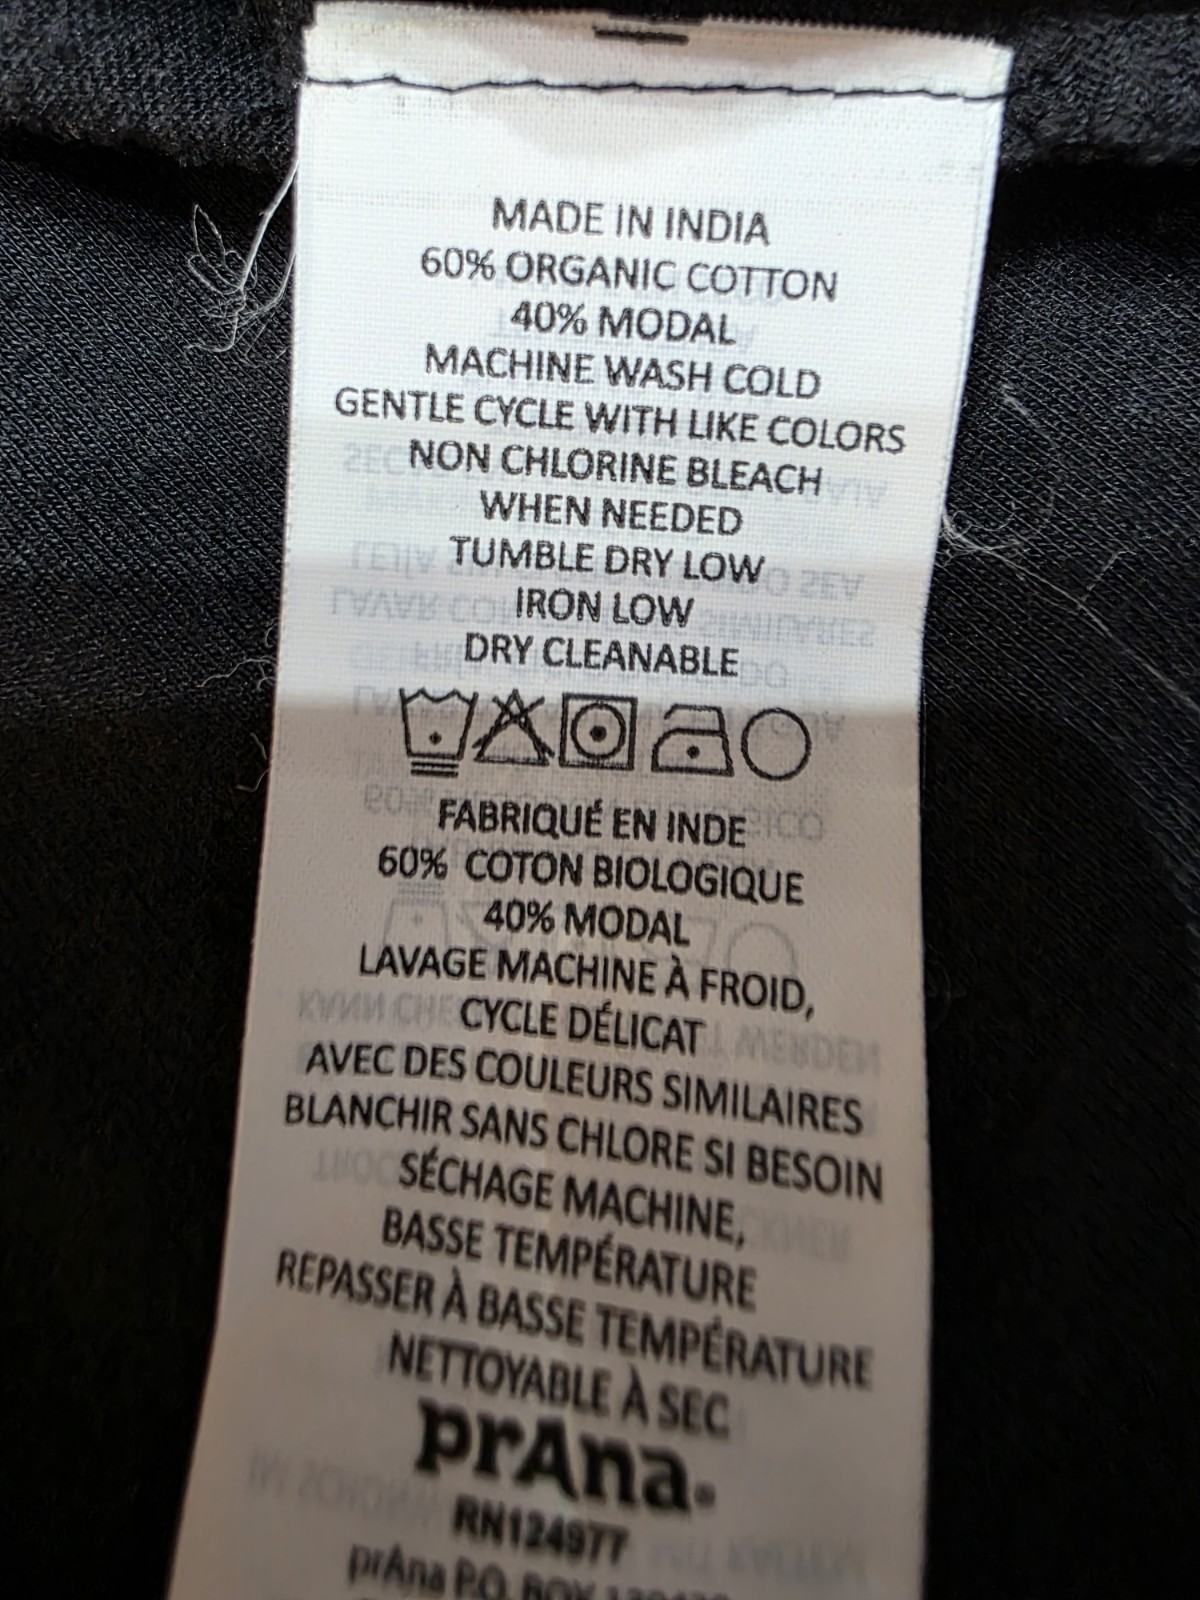 MADE IN INDIA
60% ORGANIC COTTON
40% MODAL
MACHINE WASH COLD
GENTLE CYCLE WITH LIKE COLORS
NON CHLORINE BLEACH
WHEN NEEDED
TUMBLE DRY LOW
IRON LOW
DRY CLEANABLE
FABRIQUÉ EN INDE
60% COTON BIOLOGIQUE
40% MODAL
LAVAGE MACHINE À FROID,
CYCLE DÉLICAT
AVEC DES COULEURS SIMILAIRES
BLANCHIR SANS CHLORE SI BESOIN
SÉCHAGE MACHINE,
BASSE TEMPÉRATURE
REPASSER À BASSE TEMPÉRATURE
NETTOYABLE À SEC
prAna
RN124977
prAna P.O. BOX